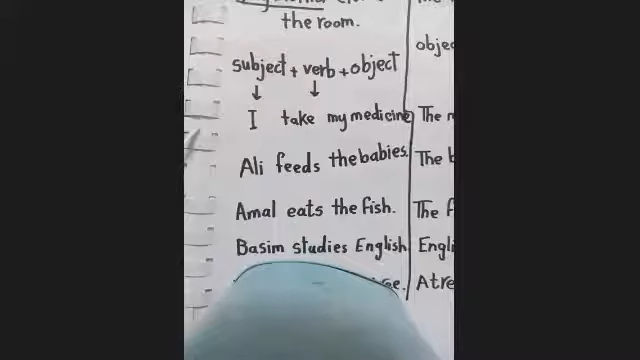 the room.
subject + verb + object
I take my medicine
Ali feeds the babies.
Amal eats the fish.
Basim studies English
The
The
The
Engli
Atre
objec